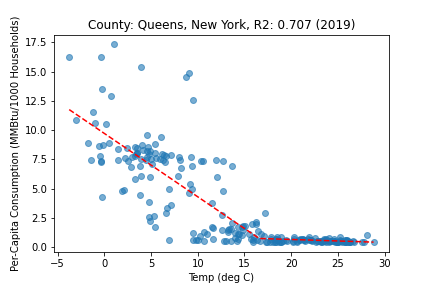 County: Queens, New York, R2: 0.707 (2019)
Per-Capita Consumption (MMBtu/1000 Households)
17.5
15.0
12.5
10.0
7.5
5.0
2.5
0.0
−5 0 5 10 15 20 25 30
Temp (deg C)